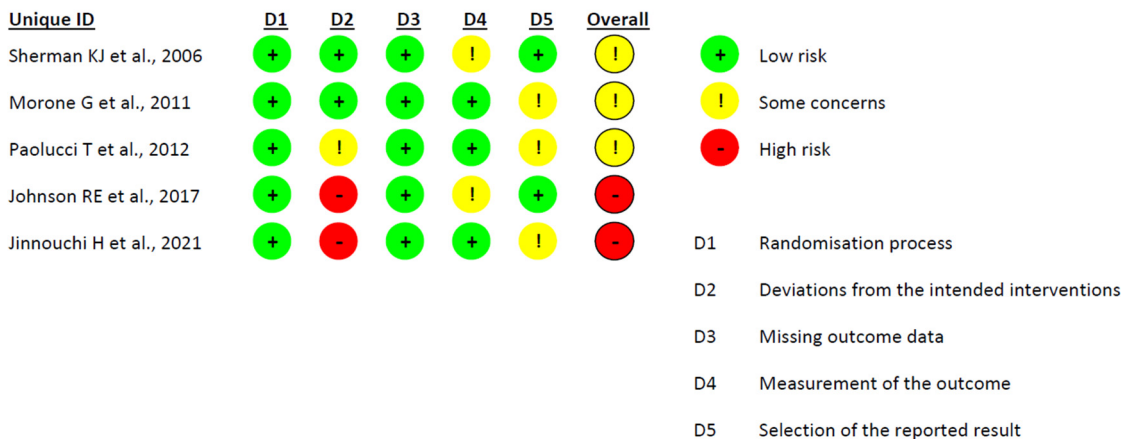 Unique ID D1 D2 D3 D4 D5 Overall
Sherman KJ et al., 2006 + + + ! + !
Morone G et al., 2011 + + + + ! !
Paolucci T et al., 2012 + ! + + ! !
Johnson RE et al., 2017 + - + ! + -
Jinnouchi H et al., 2021 + - + + ! -
+ Low risk
! Some concerns
- High risk
D1 Randomisation process
D2 Deviations from the intended interventions
D3 Missing outcome data
D4 Measurement of the outcome
D5 Selection of the reported result